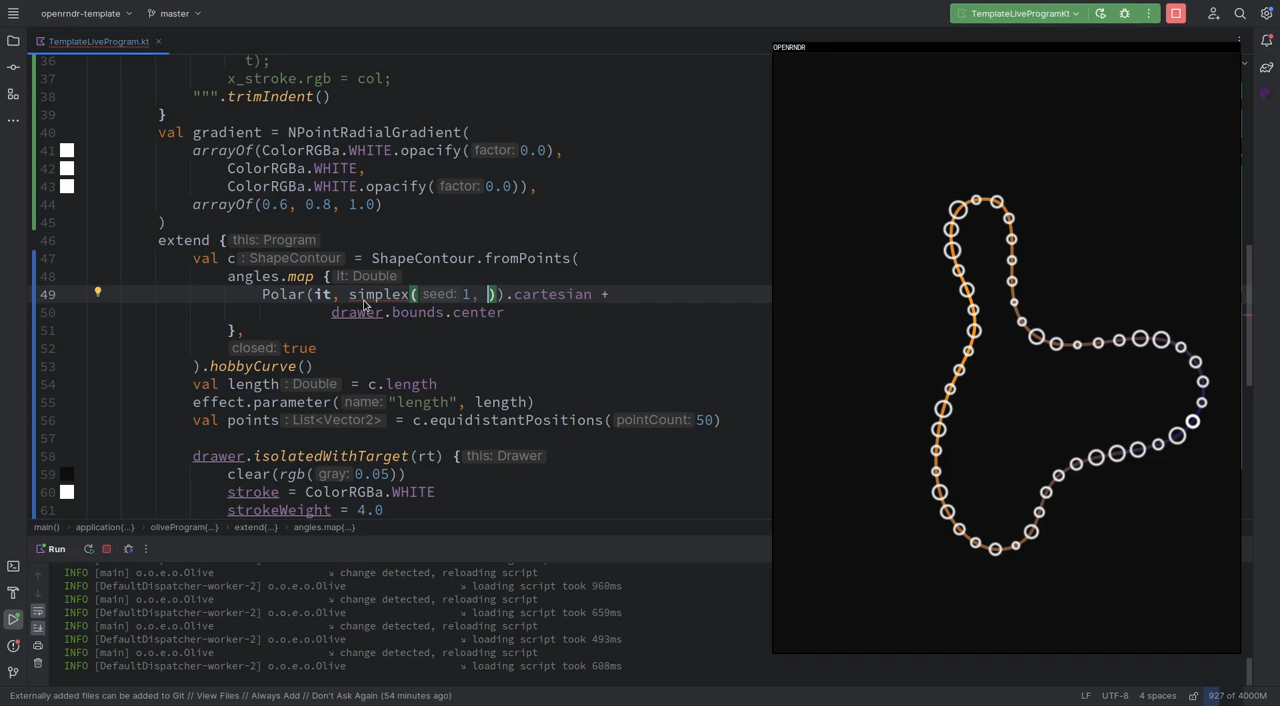 openrndr-template
master
TemplateLiveProgramKt
TemplateLiveProgram.kt
OPENRNDR
36 t);
37 x_stroke.rgb = col;
38 """.trimIndent()
39 }
40 val gradient = NPointRadialGradient(
41 arrayOf(ColorRGBa.WHITE.opacify( factor: 0.0),
42 ColorRGBa.WHITE,
43 ColorRGBa.WHITE.opacify( factor: 0.0)),
44 arrayOf(0.6, 0.8, 1.0)
45 )
46 extend { this: Program
47 val c : ShapeContour = ShapeContour.fromPoints(
48 angles.map { it: Double
49 Polar(it, simplex( seed: 1, )).cartesian +
50 drawer.bounds.center
51 },
52 closed: true
53 ).hobbyCurve()
54 val length : Double = c.length
55 effect.parameter( name: "length", length)
56 val points : List<Vector2> = c.equidistantPositions( pointCount: 50)
57
58 drawer.isolatedWithTarget(rt) { this: Drawer
59 clear(rgb( gray: 0.05))
60 stroke = ColorRGBa.WHITE
61 strokeWeight = 4.0
main() application{...} oliveProgram{...} extend{...} angles.map{...}
Run
INFO [main] o.o.e.o.Olive ↘ change detected, reloading script
INFO [DefaultDispatcher-worker-2] o.o.e.o.Olive ↘ loading script took 960ms
INFO [main] o.o.e.o.Olive ↘ change detected, reloading script
INFO [DefaultDispatcher-worker-2] o.o.e.o.Olive ↘ loading script took 659ms
INFO [main] o.o.e.o.Olive ↘ change detected, reloading script
INFO [DefaultDispatcher-worker-2] o.o.e.o.Olive ↘ loading script took 493ms
INFO [main] o.o.e.o.Olive ↘ change detected, reloading script
INFO [DefaultDispatcher-worker-2] o.o.e.o.Olive ↘ loading script took 608ms
Externally added files can be added to Git // View Files // Always Add // Don't Ask Again (54 minutes ago)
LF UTF-8 4 spaces 927 of 4000M